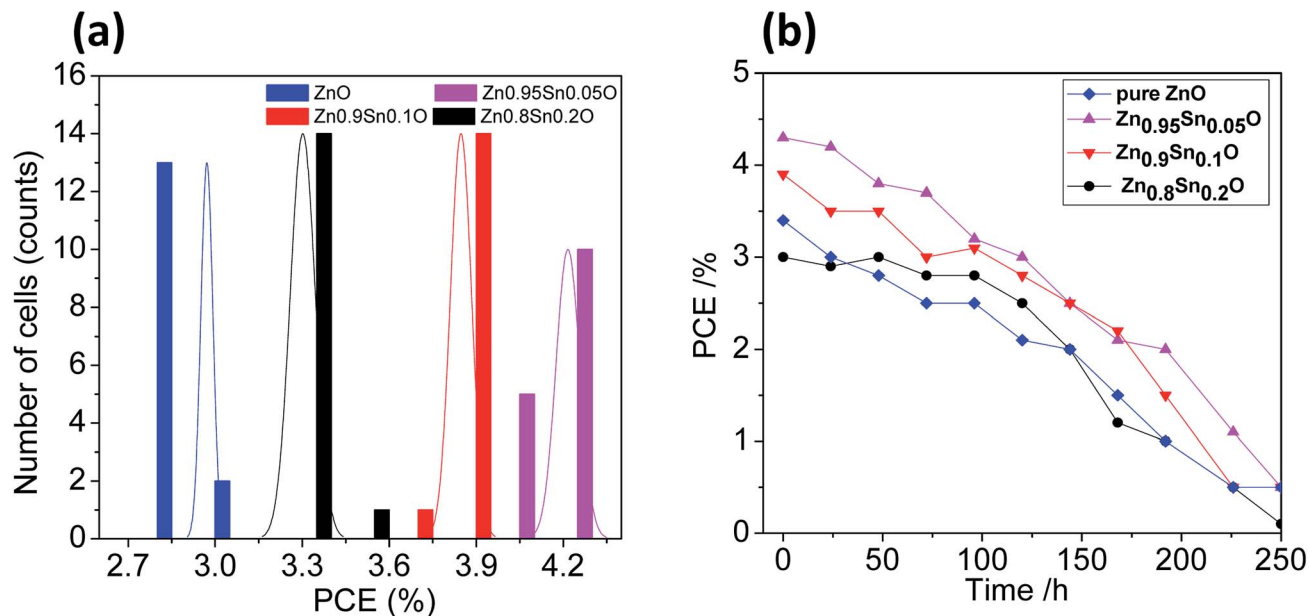 (a)
16
14
12
10
8
6
4
2
0
Number of cells (counts)
ZnO
Zn0.95Sn0.05O
Zn0.9Sn0.1O
Zn0.8Sn0.2O
2.7 3.0 3.3 3.6 3.9 4.2
PCE (%)
(b)
5
4
3
2
1
0
PCE /%
pure ZnO
Zn0.95Sn0.05O
Zn0.9Sn0.1O
Zn0.8Sn0.2O
0 50 100 150 200 250
Time /h